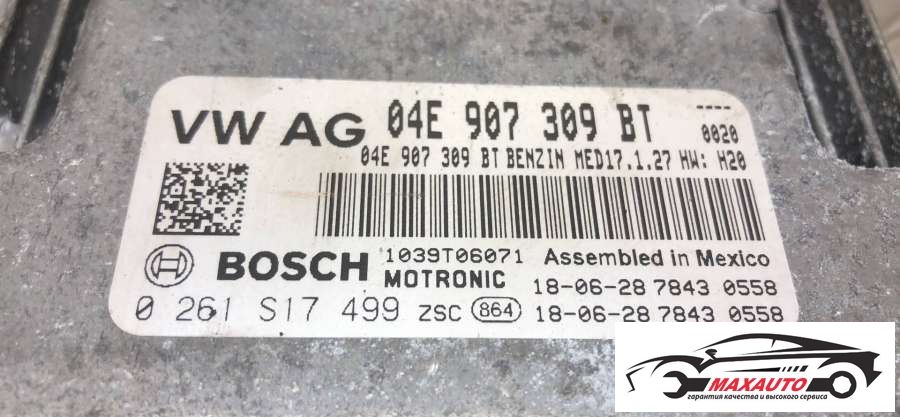 VW AG 04E 907 309 BT ----
0020
04E 907 309 BT BENZIN MED17.1.27 HW: H20
BOSCH 1039T06071 Assembled in Mexico
MOTRONIC 18-06-28 7843 0558
0 261 S17 499 ZSC 864 18-06-28 7843 0558
MAXAUTO
гарантия качества и высокого сервиса